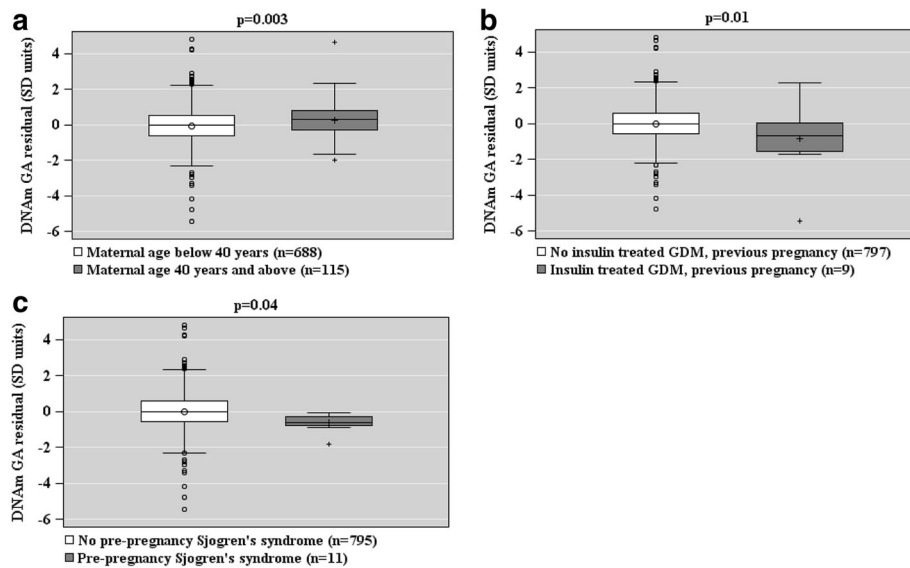 a
p=0.003
DNAm GA residual (SD units)
4
2
0
-2
-4
-6
Maternal age below 40 years (n=688)
Maternal age 40 years and above (n=115)
b
p=0.01
DNAm GA residual (SD units)
4
2
0
-2
-4
-6
No insulin treated GDM, previous pregnancy (n=797)
Insulin treated GDM, previous pregnancy (n=9)
c
p=0.04
DNAm GA residual (SD units)
4
2
0
-2
-4
-6
No pre-pregnancy Sjogren's syndrome (n=795)
Pre-pregnancy Sjogren's syndrome (n=11)